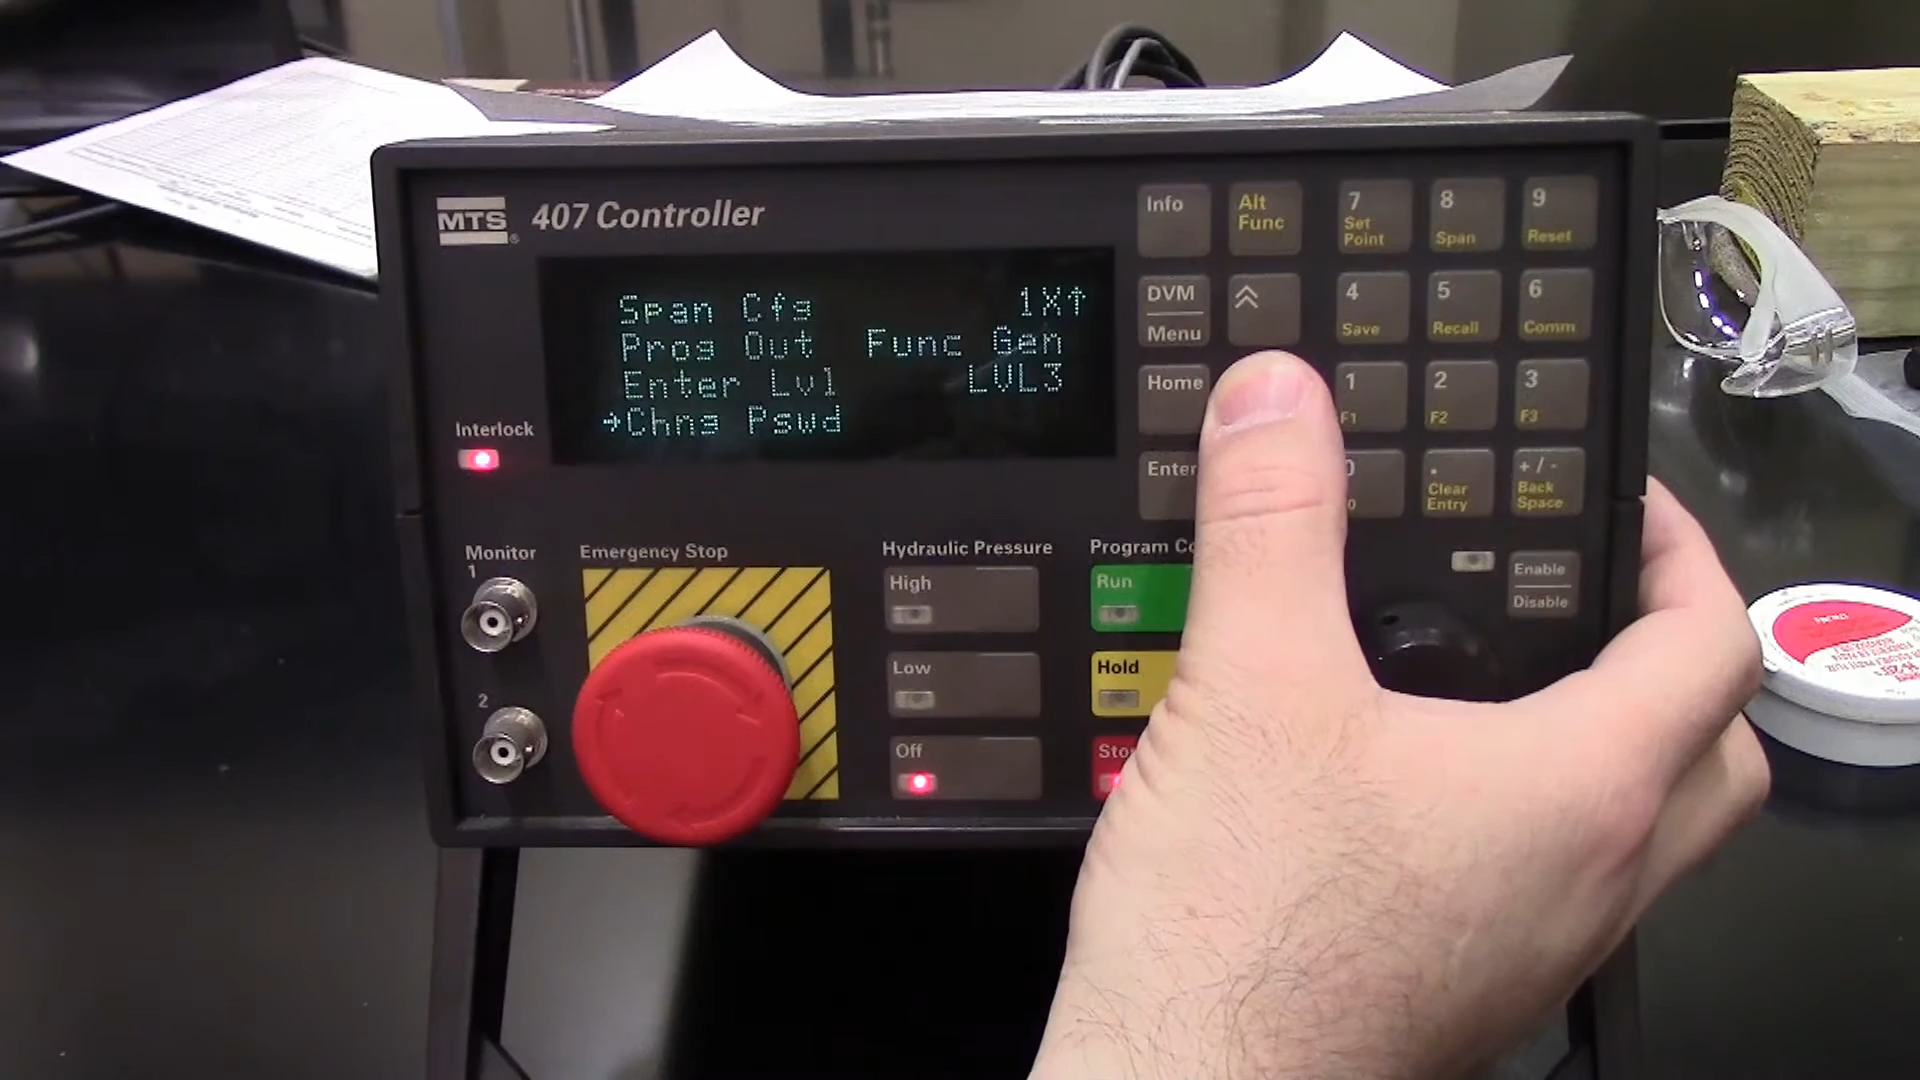 MTS® 407 Controller
Span Cfg 1X↑
Prog Out Func Gen
Enter Lvl LVL3
→Chng Pswd
Interlock
Monitor
1
2
Emergency Stop
Hydraulic Pressure
High
Low
Off
Program Co
Run
Hold
Stop
Info
Alt
Func
DVM
Menu
Home
Enter
7
Set
Point
8
Span
9
Reset
4
Save
5
Recall
6
Comm
1
F1
2
F2
3
F3
.
Clear
Entry
+ / -
Back
Space
Enable
Disable